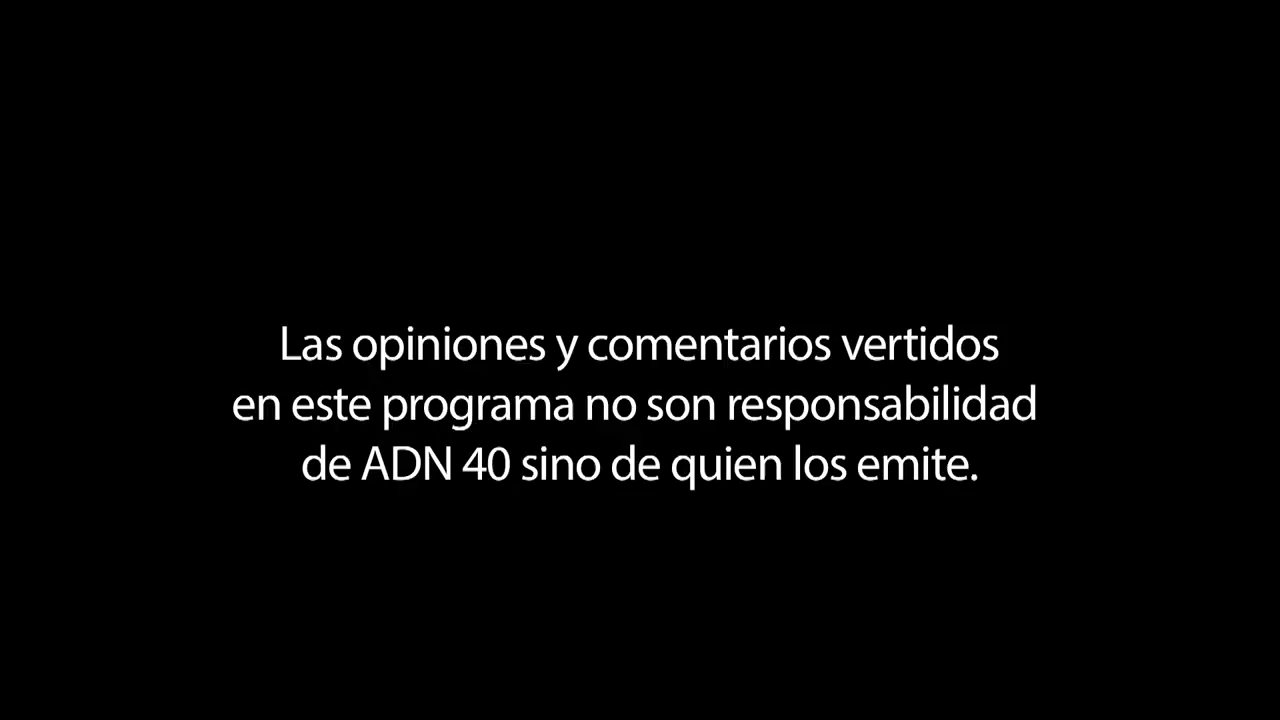 Las opiniones y comentarios vertidos
en este programa no son responsabilidad
de ADN 40 sino de quien los emite.